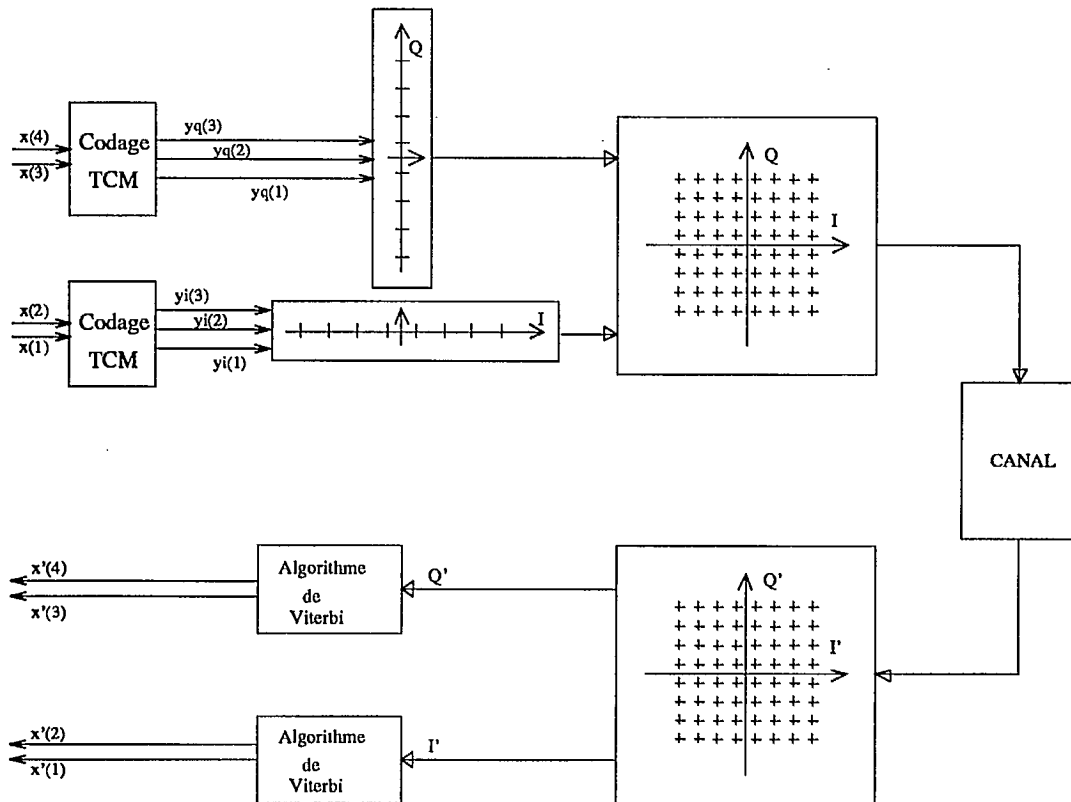 Q
x(4)
x(3)
Codage
TCM
yq(3)
yq(2)
yq(1)
Q
I
x(2)
x(1)
Codage
TCM
yi(3)
yi(2)
yi(1)
I
CANAL
x'(4)
x'(3)
Algorithme
de
Viterbi
Q'
Q'
I'
x'(2)
x'(1)
Algorithme
de
Viterbi
I'